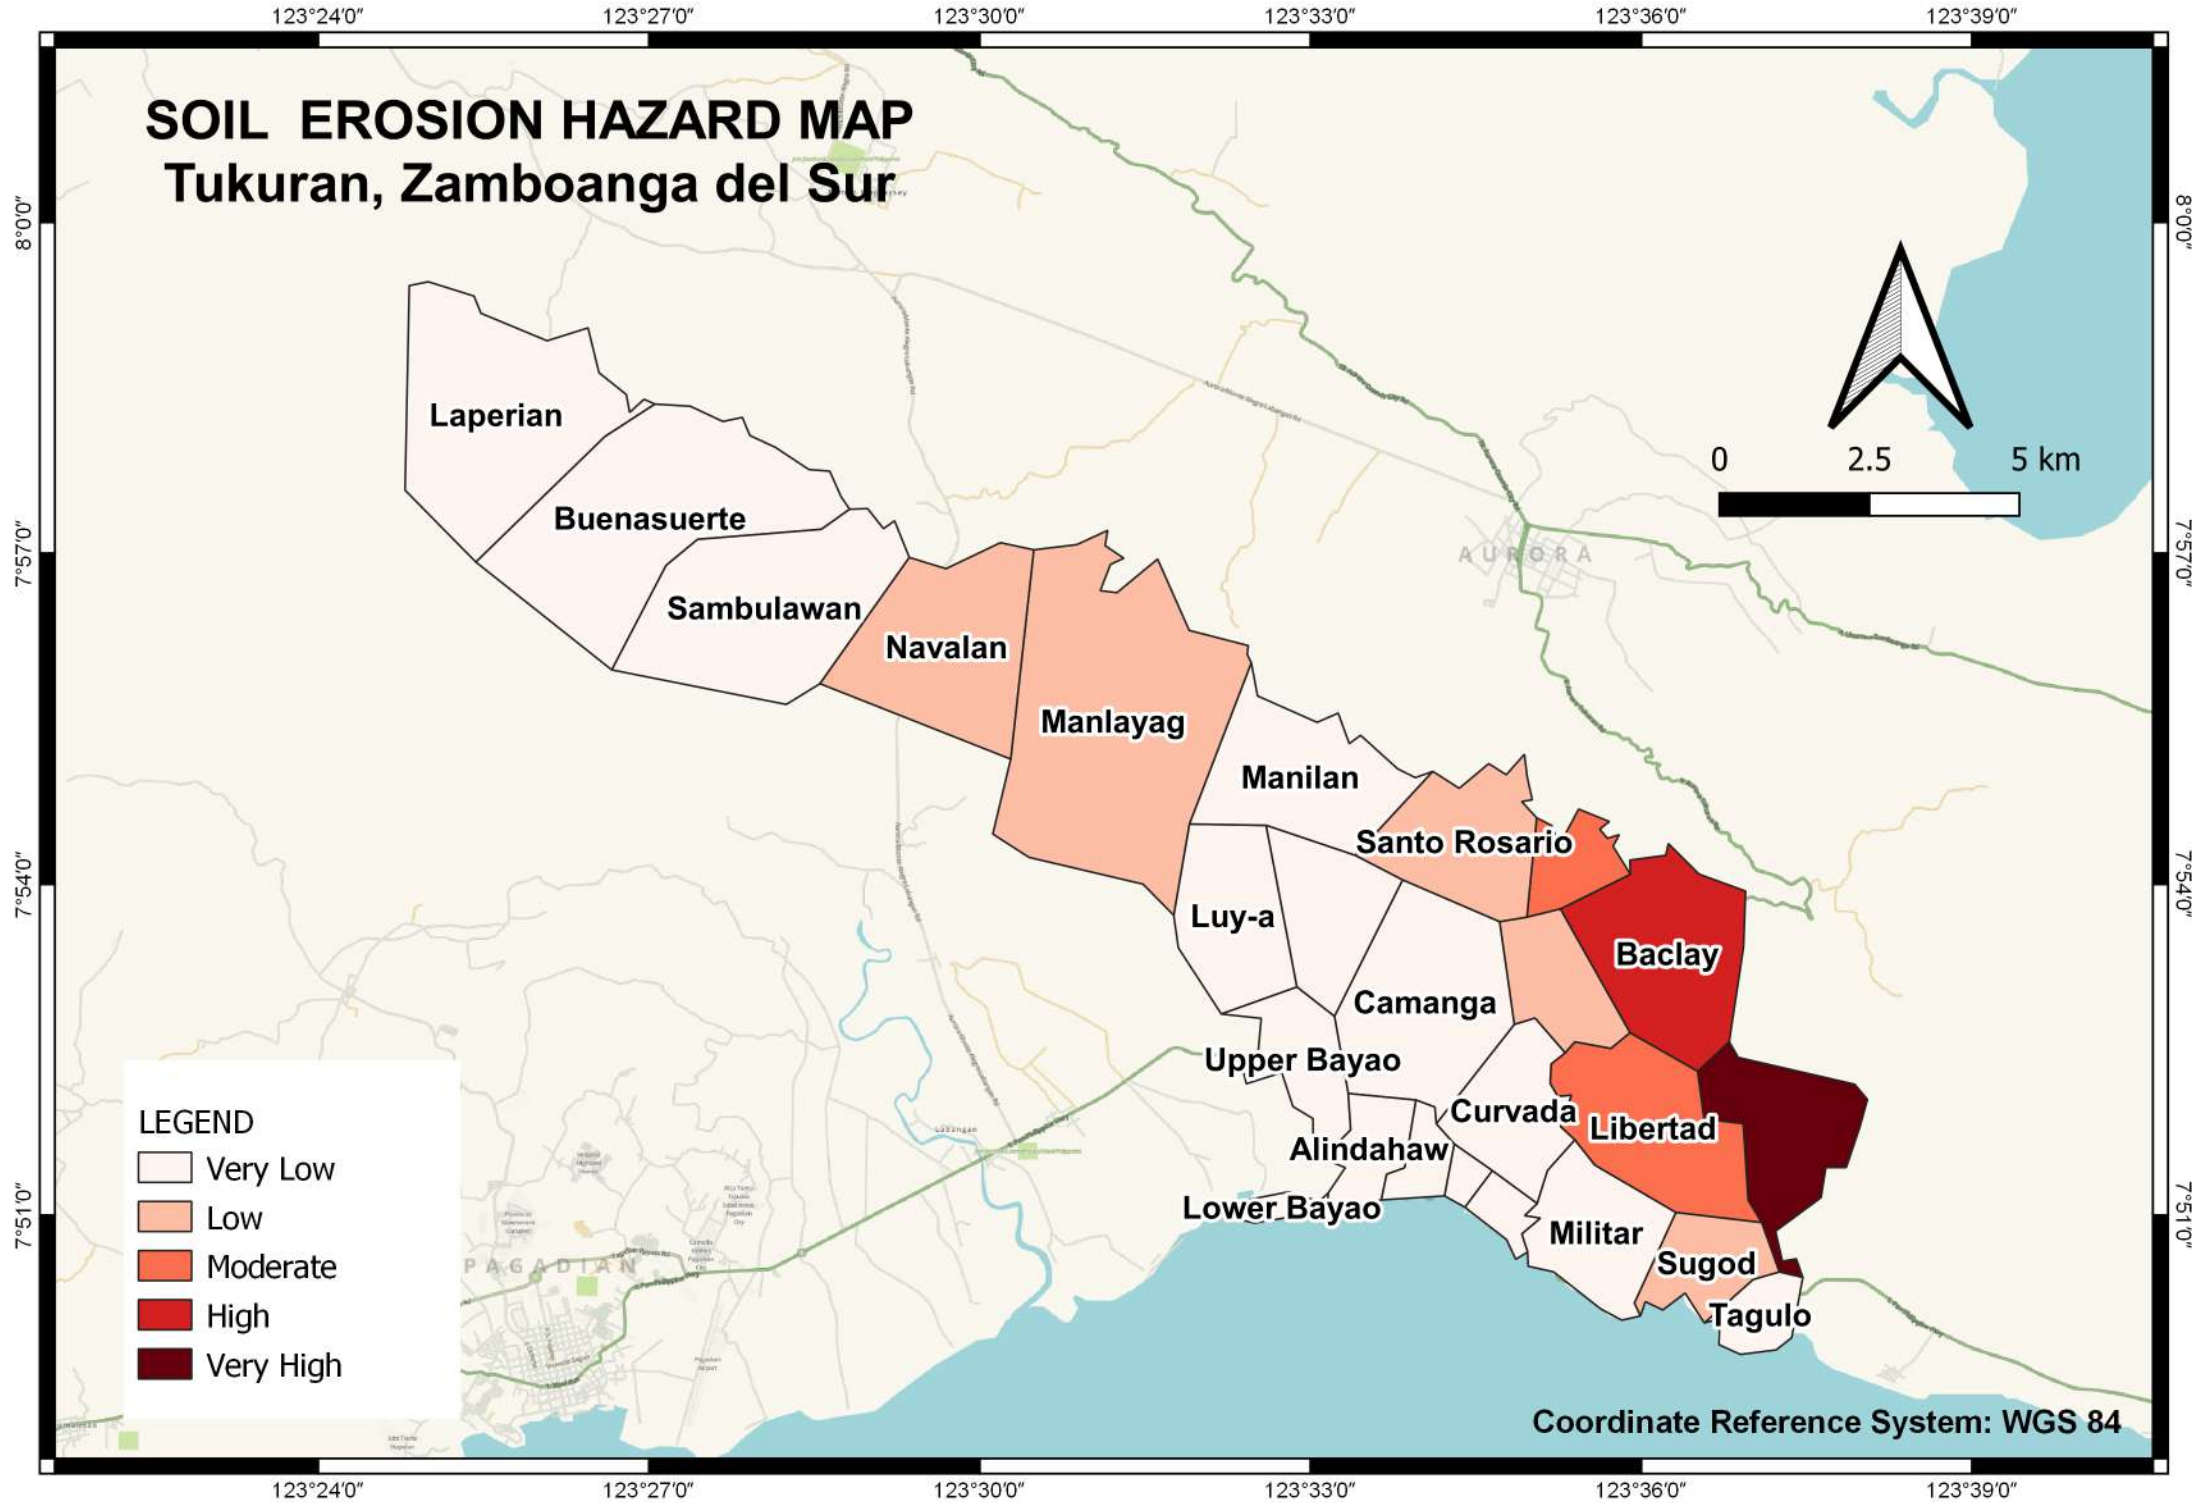 123°24′0″ 123°27′0″ 123°30′0″ 123°33′0″ 123°36′0″ 123°39′0″
SOIL EROSION HAZARD MAP
Tukuran, Zamboanga del Sur
8°0′0″
8°0′0″
0 2.5 5 km
Laperian
Buenasuerte
7°57′0″
7°57′0″
AURORA
Sambulawan
Navalan
Manlayag
Manilan
Santo Rosario
7°54′0″
7°54′0″
Luy-a
Baclay
Camanga
Upper Bayao
Curvada
Libertad
Labangan
Alindahaw
Lower Bayao
7°51′0″
7°51′0″
Militar
Sugod
PAGADIAN
Tagulo
LEGEND
Very Low
Low
Moderate
High
Very High
Coordinate Reference System: WGS 84
123°24′0″ 123°27′0″ 123°30′0″ 123°33′0″ 123°36′0″ 123°39′0″